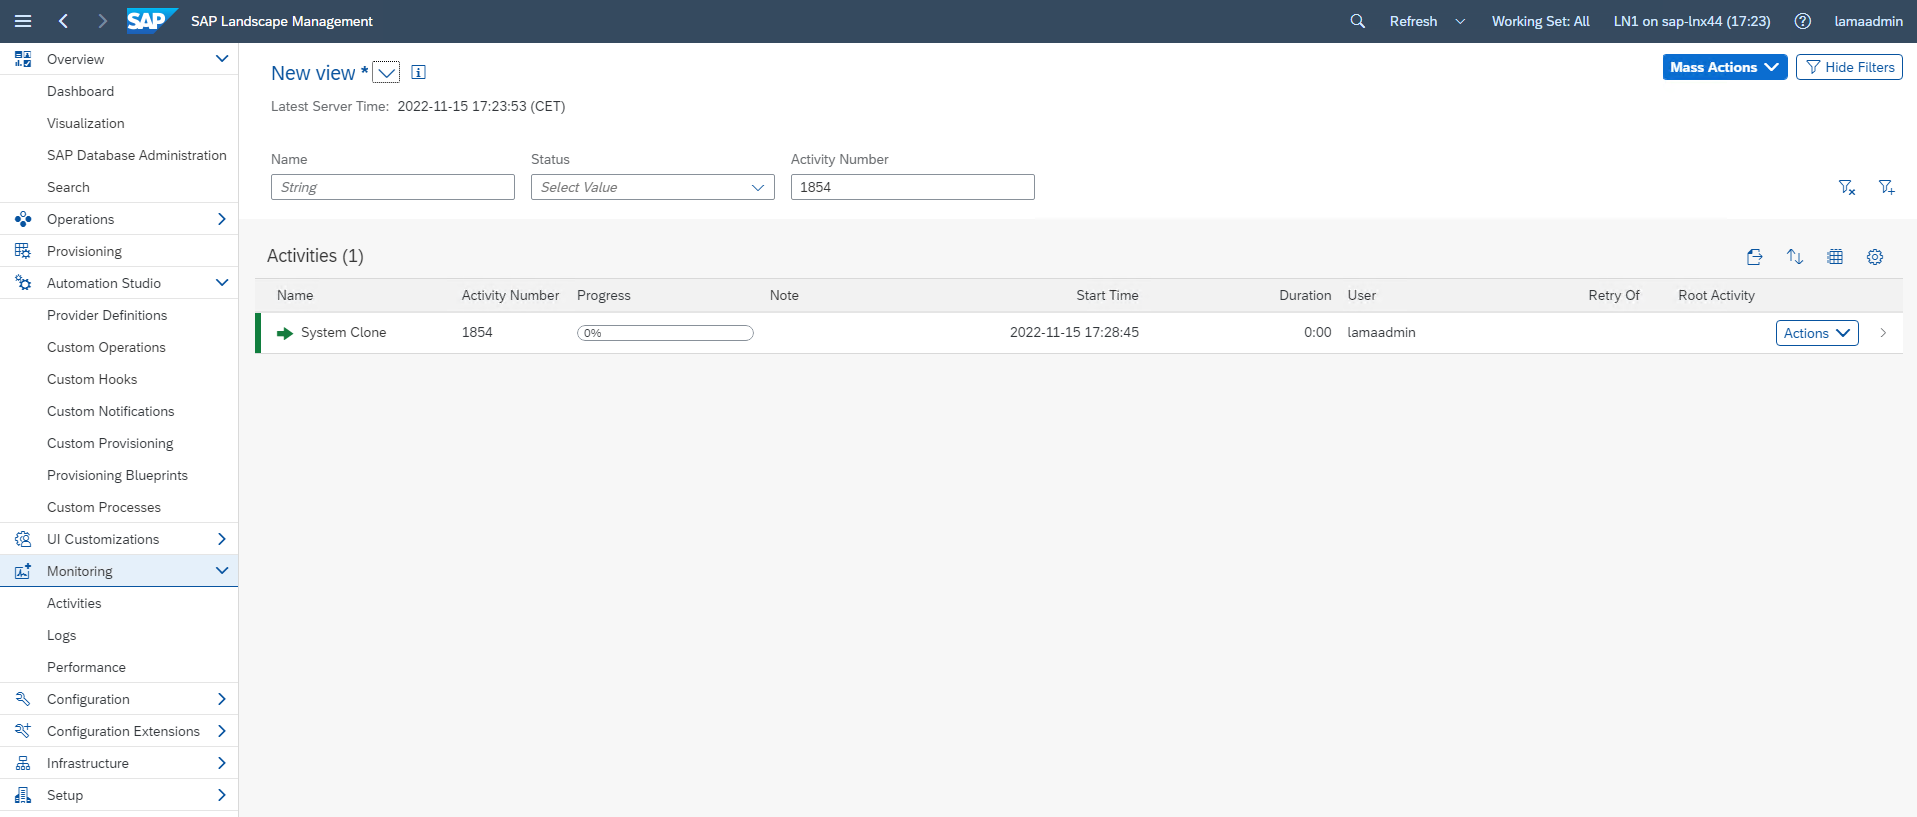 SAP SAP Landscape Management Refresh Working Set: All LN1 on sap-lnx44 (17:23) lamaadmin
Overview
Dashboard
Visualization
SAP Database Administration
Search
Operations
Provisioning
Automation Studio
Provider Definitions
Custom Operations
Custom Hooks
Custom Notifications
Custom Provisioning
Provisioning Blueprints
Custom Processes
UI Customizations
Monitoring
Activities
Logs
Performance
Configuration
Configuration Extensions
Infrastructure
Setup
New view *
Mass Actions Hide Filters
Latest Server Time: 2022-11-15 17:23:53 (CET)
Name Status Activity Number
String Select Value 1854
Activities (1)
Name Activity Number Progress Note Start Time Duration User Retry Of Root Activity
System Clone 1854 0% 2022-11-15 17:28:45 0:00 lamaadmin Actions